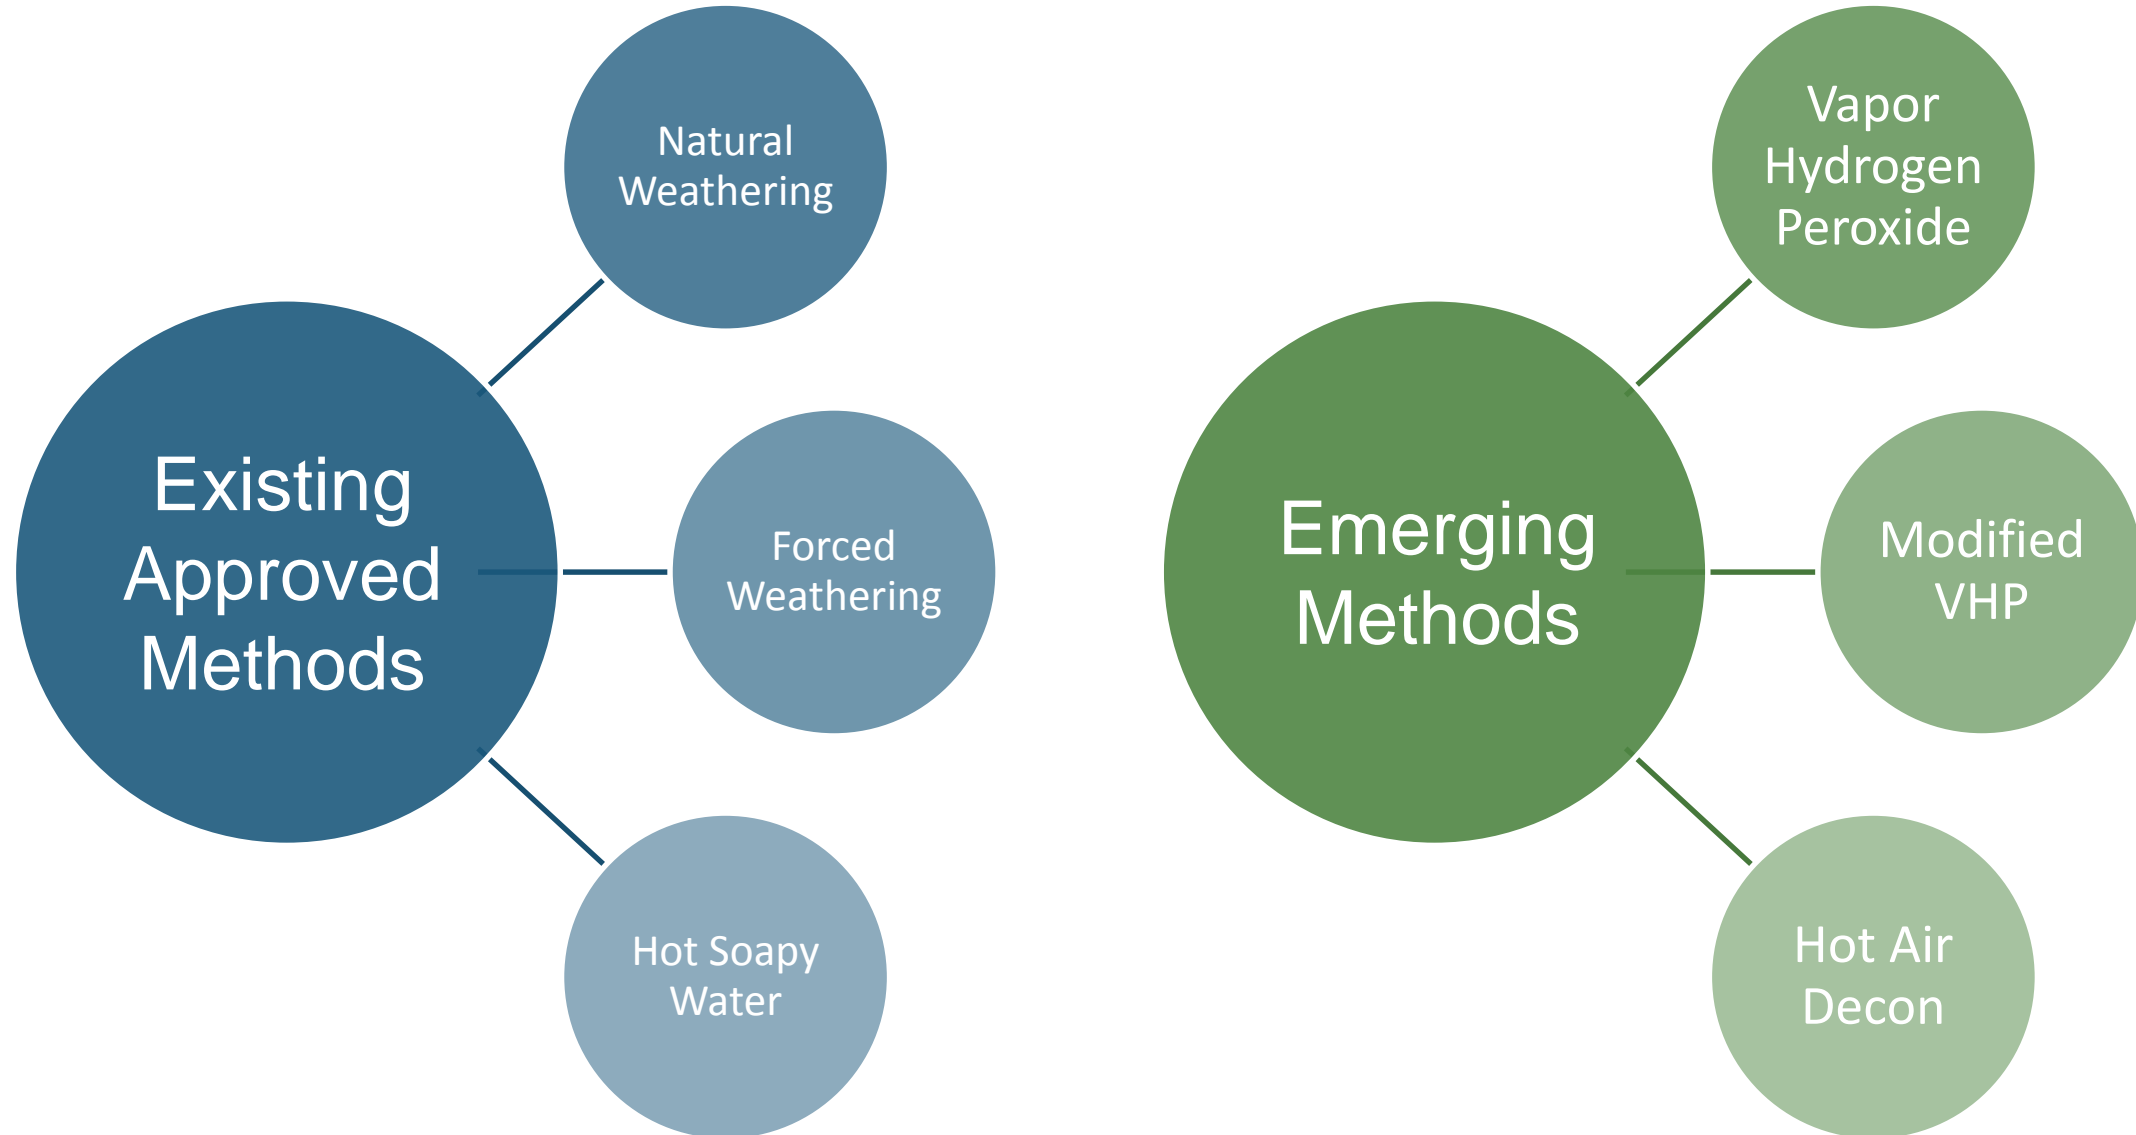 Existing
Approved
Methods
Natural
Weathering
Forced
Weathering
Hot Soapy
Water
Emerging
Methods
Vapor
Hydrogen
Peroxide
Modified
VHP
Hot Air
Decon